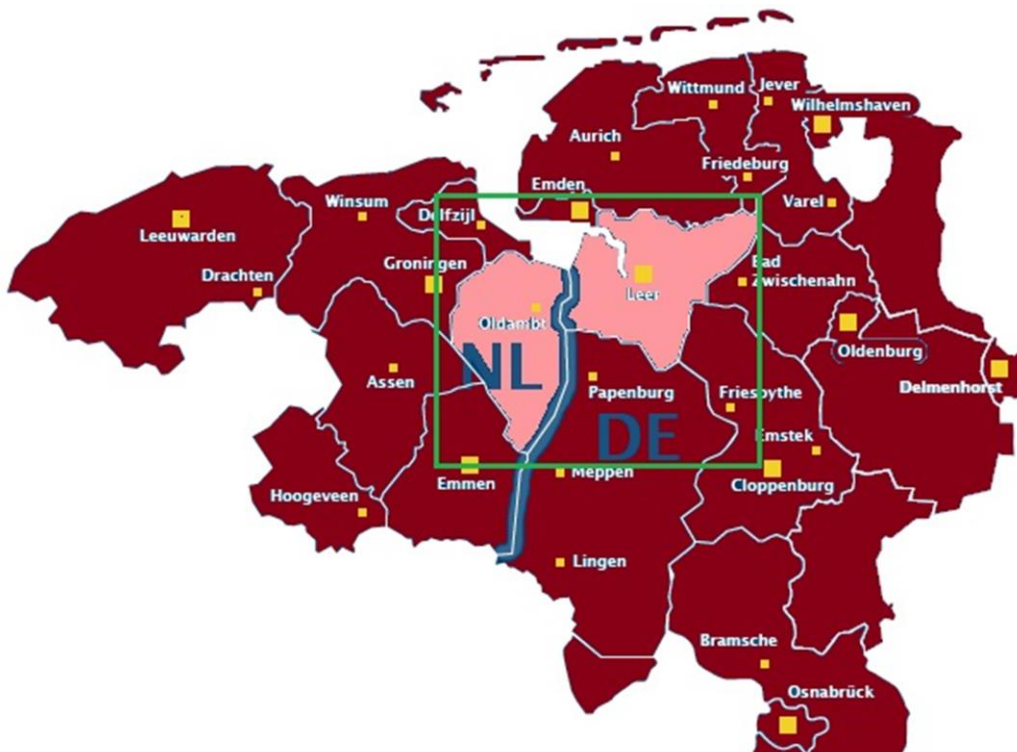 Wittmund
Jever
Wilhelmshaven
Aurich
Friedeburg
Emden
Winsum
Delfzijl
Varel
Leeuwarden
Groningen
Bad
Zwischenahn
Drachten
Leer
Oldambt
Oldenburg
NL
Assen
Papenburg
Delmenhorst
Friesoythe
DE
Emstek
Meppen
Emmen
Cloppenburg
Hoogeveen
Lingen
Bramsche
Osnabrück